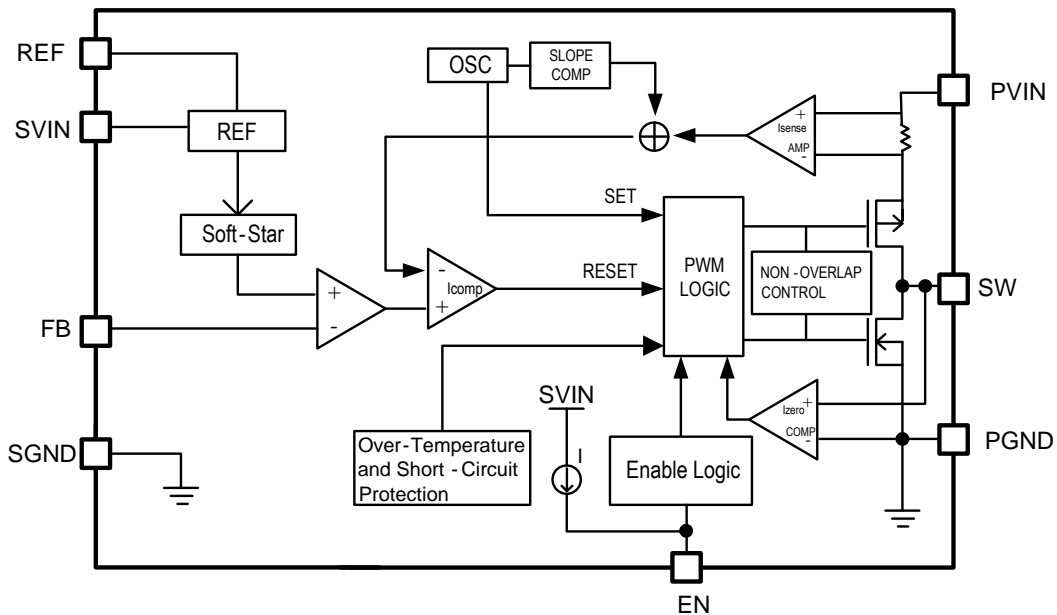 REF
OSC
SLOPE
COMP
PVIN
SVIN
REF
+
Isense
AMP
-
SET
Soft-Star
PWM
LOGIC
NON-OVERLAP
CONTROL
-
Icomp
+
RESET
SW
+
-
FB
SVIN
Izero
+
COMP
-
Over-Temperature
and Short-Circuit
Protection
I
Enable Logic
SGND
PGND
EN